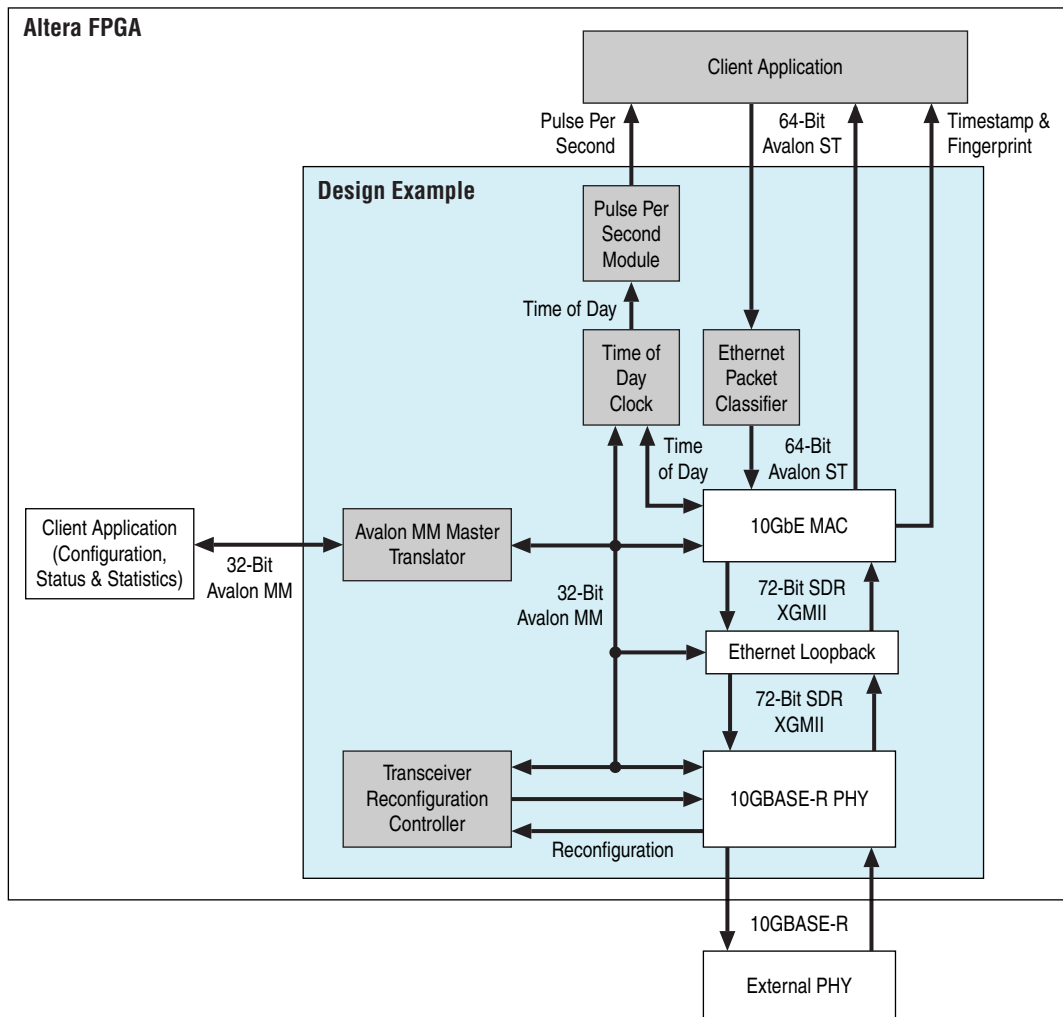 Altera FPGA
Client Application
Pulse Per
Second
64-Bit
Avalon ST
Timestamp &
Fingerprint
Design Example
Pulse Per
Second
Module
Time of Day
Time of
Day
Clock
Ethernet
Packet
Classifier
Time
of Day
64-Bit
Avalon ST
Client Application
(Configuration,
Status & Statistics)
32-Bit
Avalon MM
Avalon MM Master
Translator
10GbE MAC
32-Bit
Avalon MM
72-Bit SDR
XGMII
Ethernet Loopback
72-Bit SDR
XGMII
Transceiver
Reconfiguration
Controller
10GBASE-R PHY
Reconfiguration
10GBASE-R
External PHY